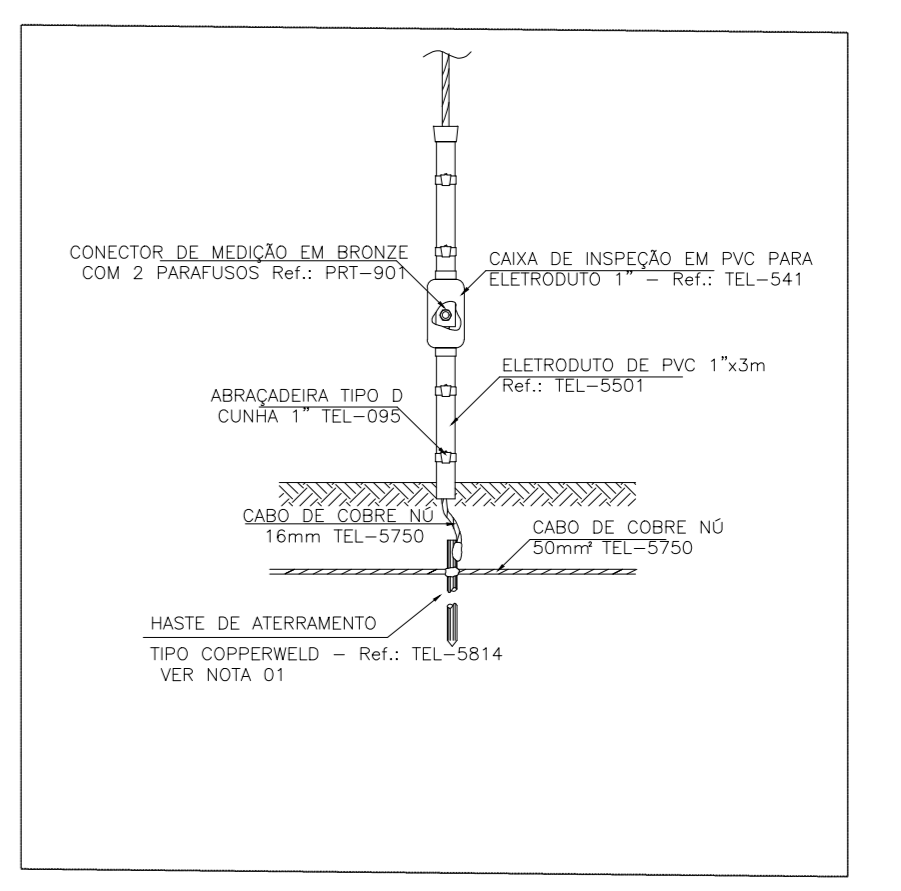 CONECTOR DE MEDIÇÃO EM BRONZE
COM 2 PARAFUSOS Ref.: PRT-901
CAIXA DE INSPEÇÃO EM PVC PARA
ELETRODUTO 1" - Ref.: TEL-541
ELETRODUTO DE PVC 1"x3m
Ref.: TEL-5501
ABRAÇADEIRA TIPO D
CUNHA 1" TEL-095
CABO DE COBRE NÚ
16mm TEL-5750
CABO DE COBRE NÚ
50mm² TEL-5750
HASTE DE ATERRAMENTO
TIPO COPPERWELD - Ref.: TEL-5814
VER NOTA 01